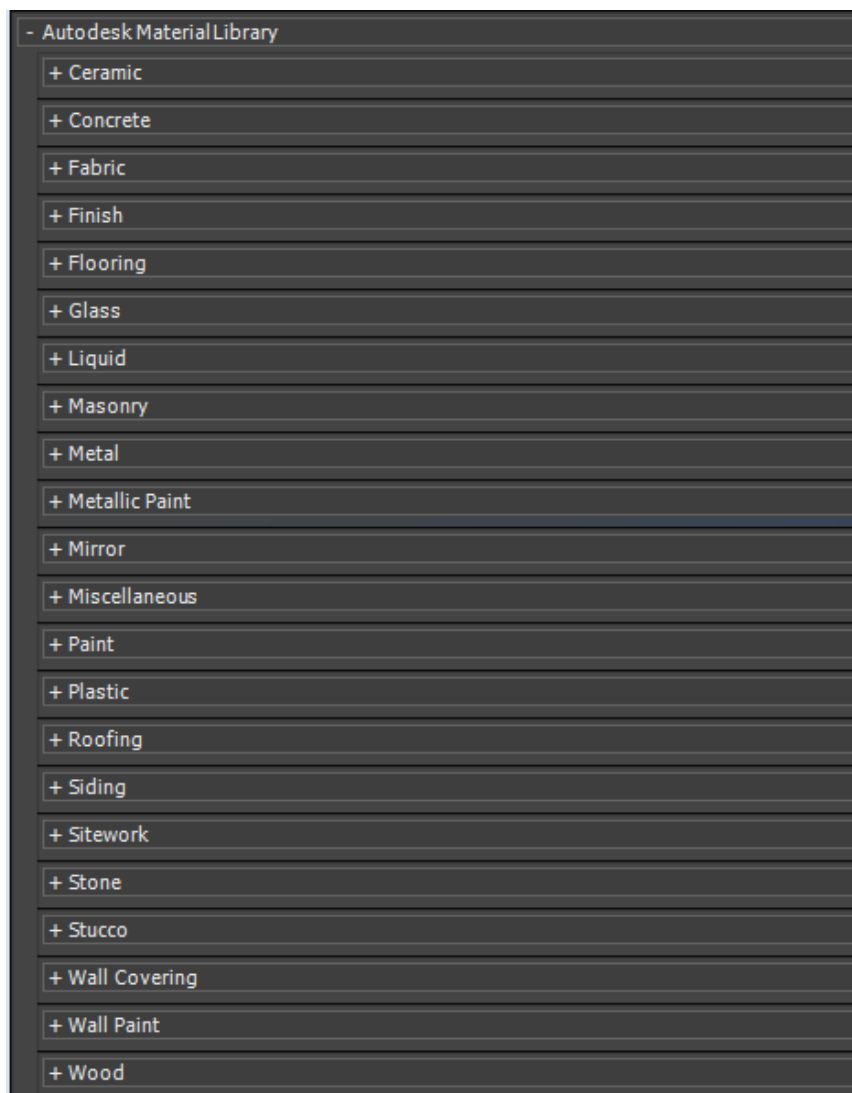 - Autodesk Material Library
+ Ceramic
+ Concrete
+ Fabric
+ Finish
+ Flooring
+ Glass
+ Liquid
+ Masonry
+ Metal
+ Metallic Paint
+ Mirror
+ Miscellaneous
+ Paint
+ Plastic
+ Roofing
+ Siding
+ Sitework
+ Stone
+ Stucco
+ Wall Covering
+ Wall Paint
+ Wood